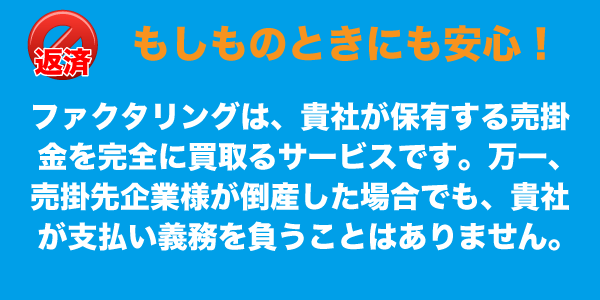 返済
もしものときにも安心！
ファクタリングは、貴社が保有する売掛
金を完全に買取るサービスです。万一、
売掛先企業様が倒産した場合でも、貴社
が支払い義務を負うことはありません。